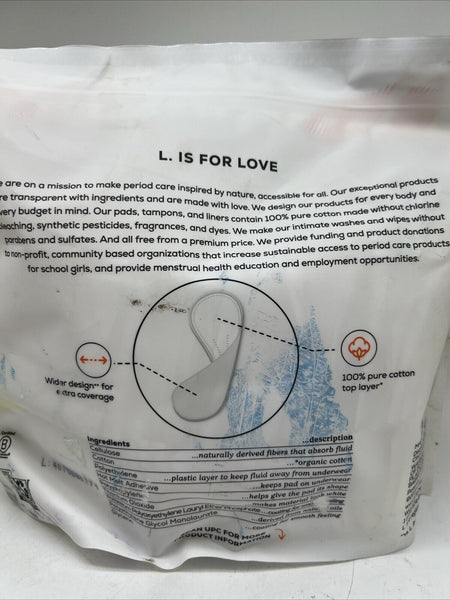 L. IS FOR LOVE
e are on a mission to make period care inspired by nature, accessible for all. Our exceptional products
re transparent with ingredients and are made with love. We design our products for every body and
very budget in mind. Our pads, tampons, and liners contain 100% pure cotton made without chlorine
leaching, synthetic pesticides, fragrances, and dyes. We make our intimate washes and wipes without
parabens and sulfates. And all free from a premium price. We provide funding and product donations
to non-profit, community based organizations that increase sustainable access to period care products
for school girls, and provide menstrual health education and employment opportunities.
Wider design** for
extra coverage
100% pure cotton
top layer*
Ingredients ...description
Cellulose ...naturally derived fibers that absorb fluid
Cotton ...*organic cotton
Polyethylene ...plastic layer to keep fluid away from underwear
Hot Melt Adhesive ...keeps pad on underwear
...helps give the pad its shape
Dioxide makes material white
Glycol Monolaurate smooth feeling
AN UPC FOR MORE
PRODUCT INFORMATION